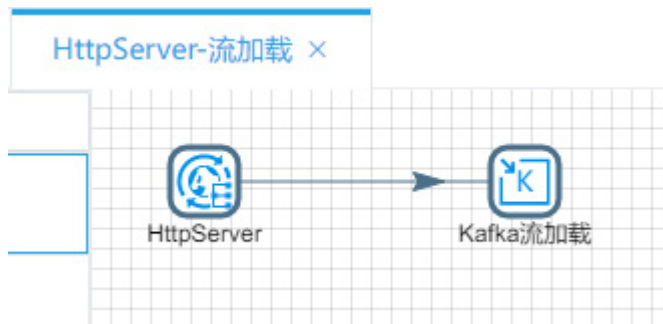 HttpServer-流加载 ×
K
HttpServer
Kafka流加载